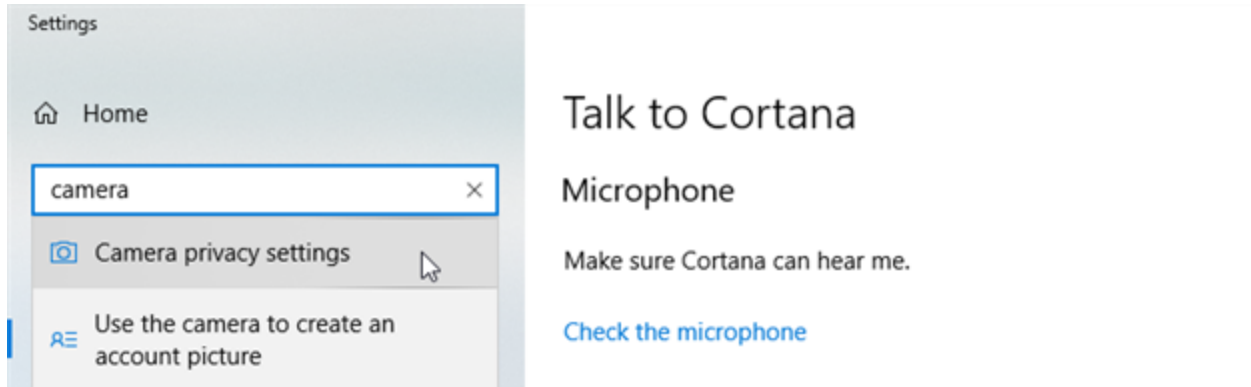 Settings
Home
camera
Camera privacy settings
Use the camera to create an
account picture
Talk to Cortana
Microphone
Make sure Cortana can hear me.
Check the microphone